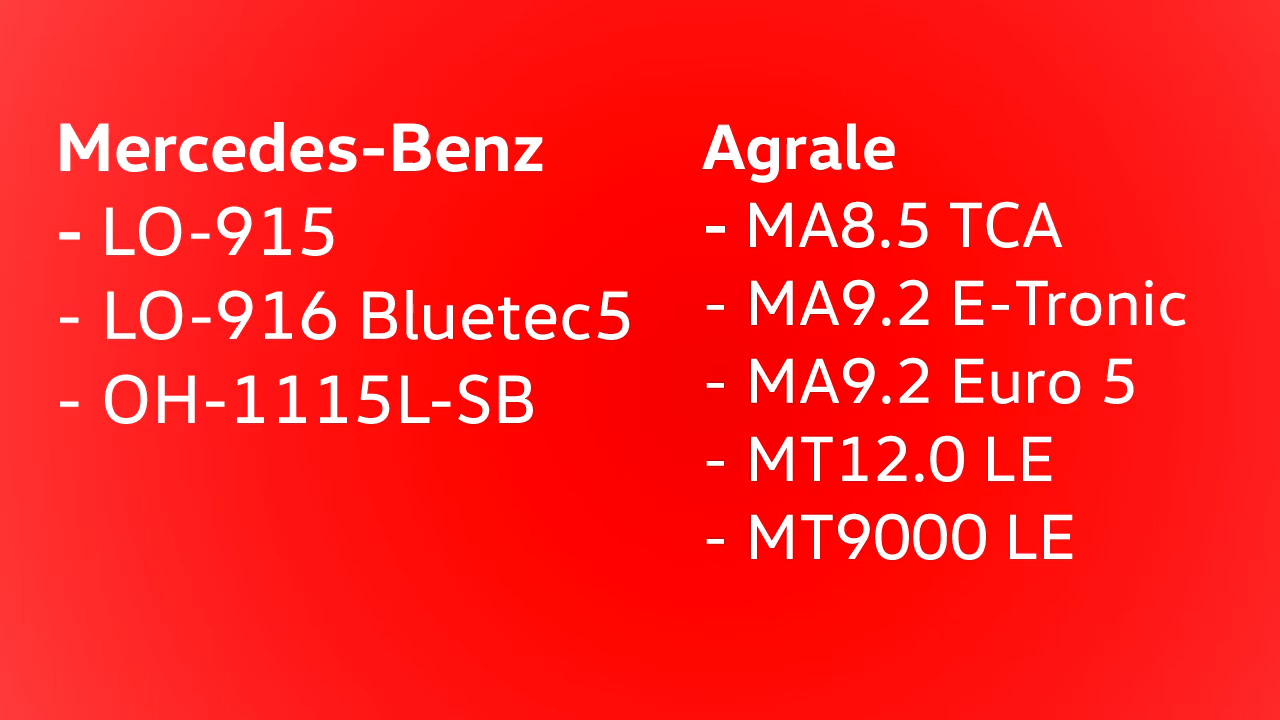 Mercedes-Benz
- LO-915
- LO-916 Bluetec5
- OH-1115L-SB
Agrale
- MA8.5 TCA
- MA9.2 E-Tronic
- MA9.2 Euro 5
- MT12.0 LE
- MT9000 LE